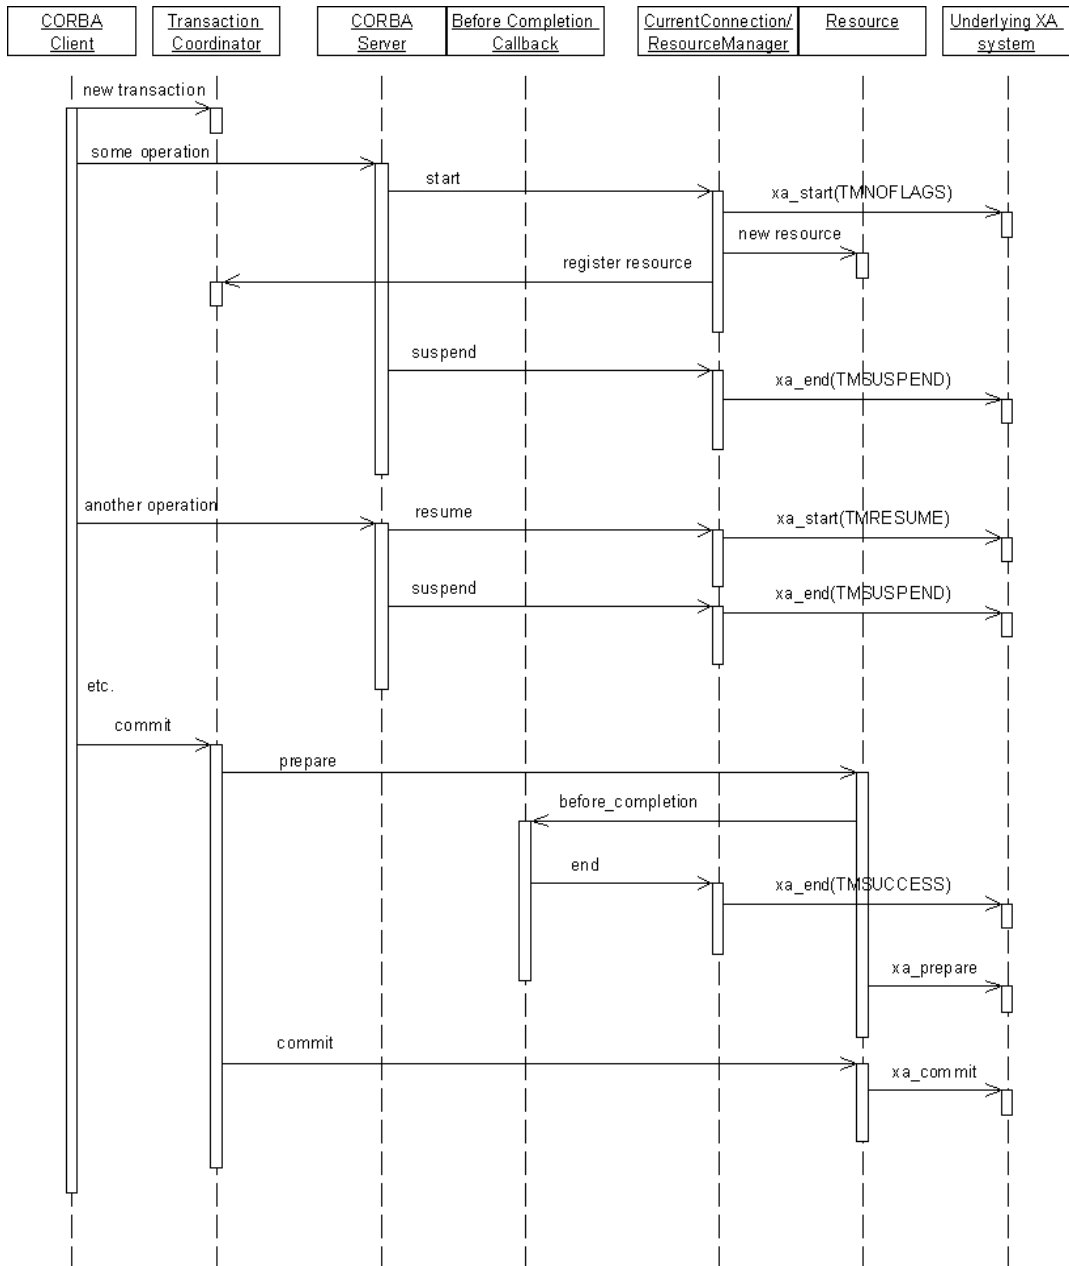 CORBA
Client
Transaction
Coordinator
CORBA
Server
Before Completion
Callback
CurrentConnection/
ResourceManager
Resource
Underlying XA
system
new transaction
some operation
start
xa_start(TMNOFLAGS)
new resource
register resource
suspend
xa_end(TMSUSPEND)
another operation
resume
xa_start(TMRESUME)
suspend
xa_end(TMSUSPEND)
etc.
commit
prepare
before_completion
end
xa_end(TMSUCCESS)
xa_prepare
commit
xa_commit